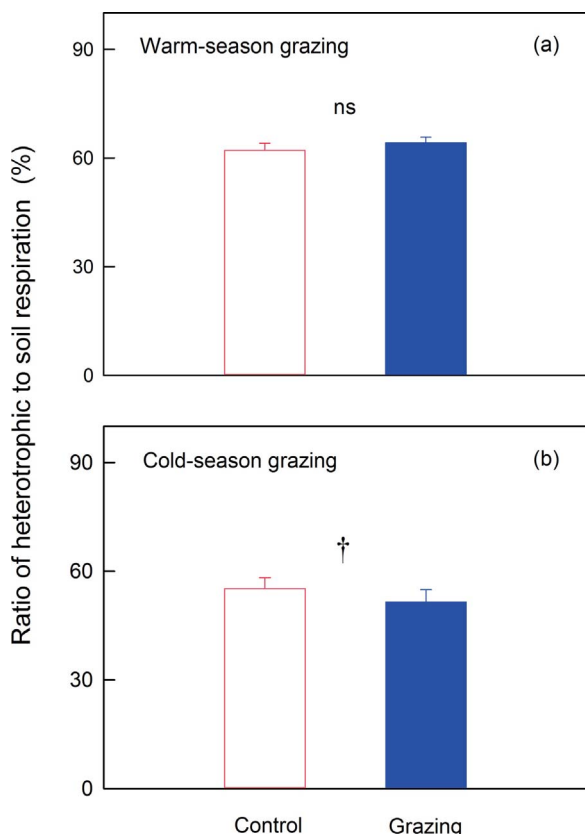 Ratio of heterotrophic to soil respiration (%)
Warm-season grazing
(a)
90
ns
60
30
0
Cold-season grazing
(b)
90
†
60
30
0
Control
Grazing